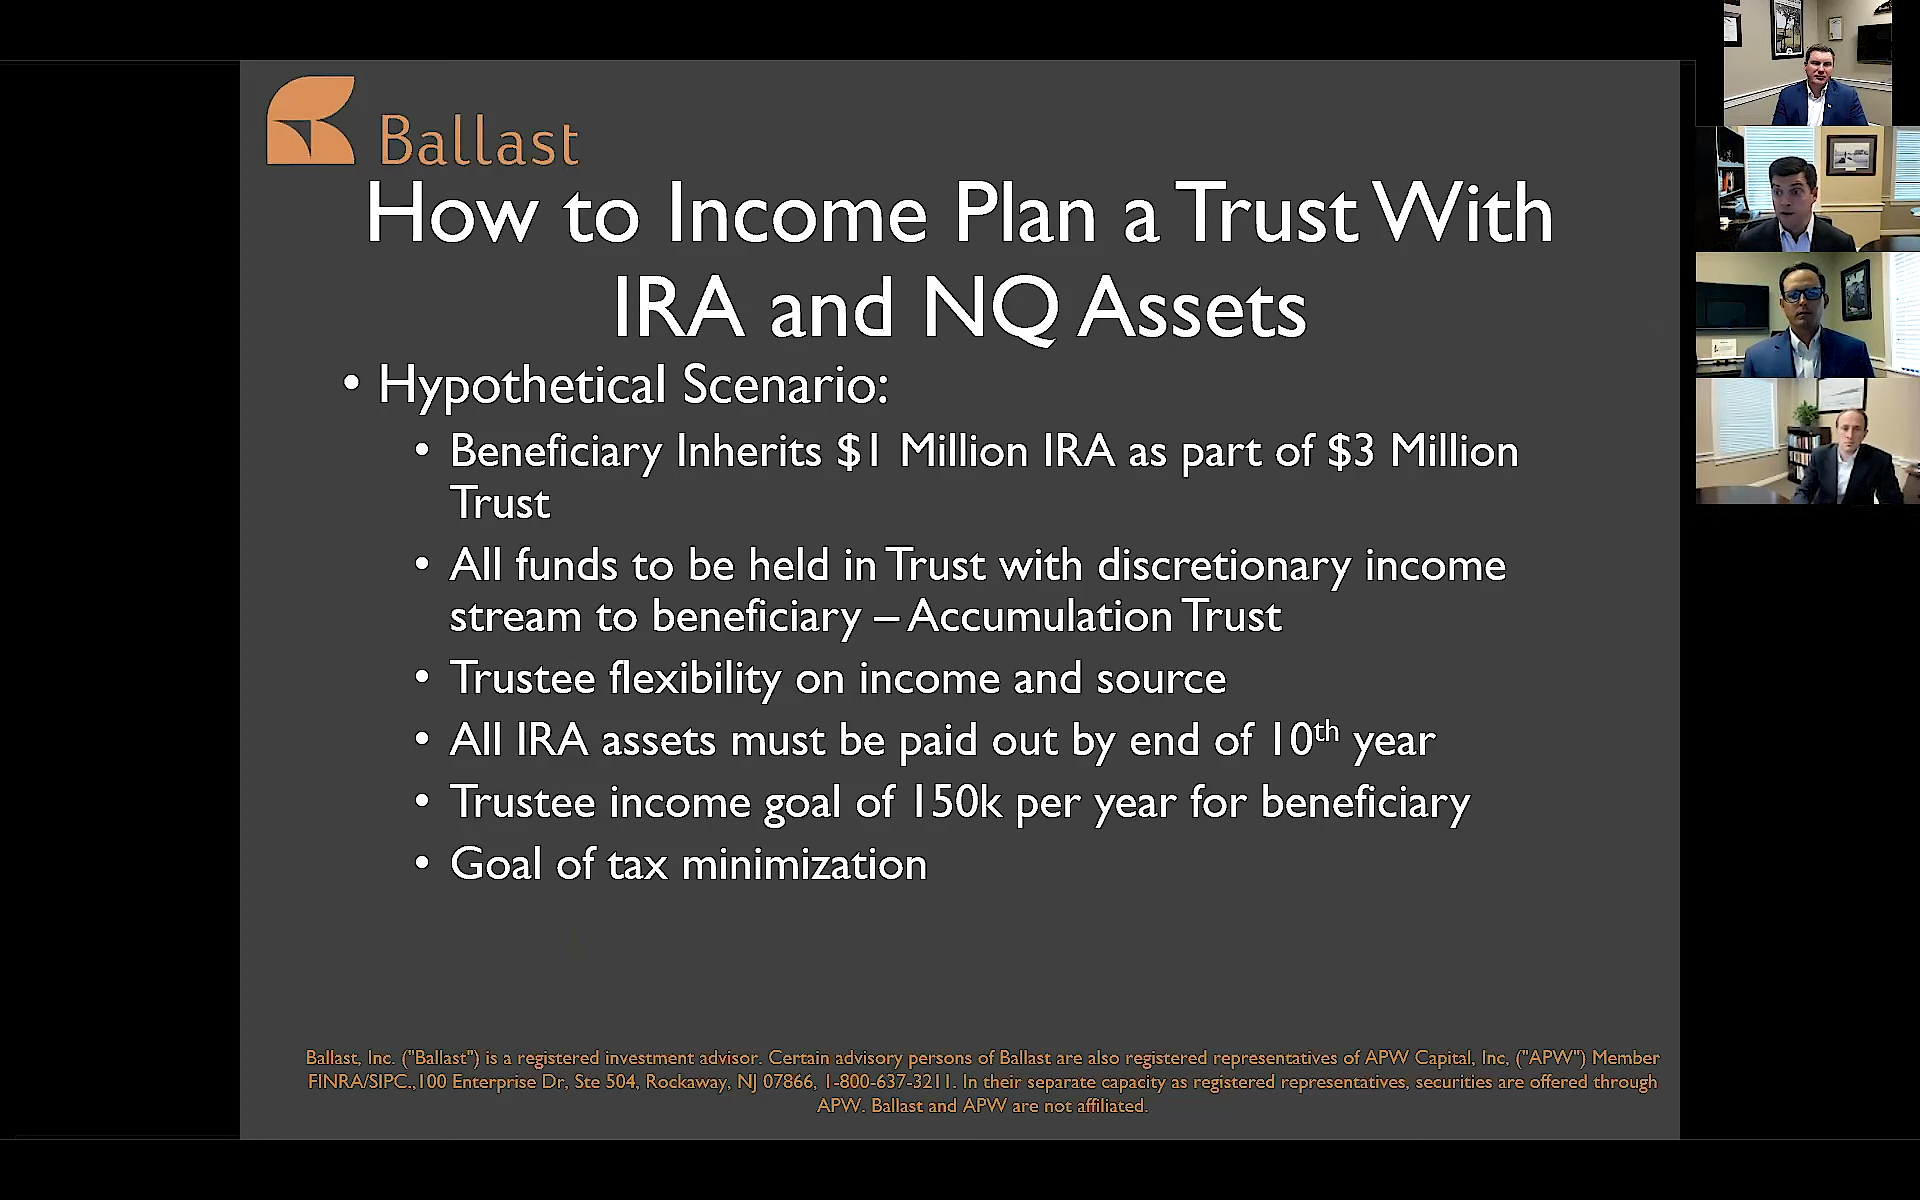 Ballast
How to Income Plan a Trust With
IRA and NQ Assets
• Hypothetical Scenario:
• Beneficiary Inherits $1 Million IRA as part of $3 Million
Trust
• All funds to be held in Trust with discretionary income
stream to beneficiary – Accumulation Trust
• Trustee flexibility on income and source
• All IRA assets must be paid out by end of 10th year
• Trustee income goal of 150k per year for beneficiary
• Goal of tax minimization
Ballast, Inc. ("Ballast") is a registered investment advisor. Certain advisory persons of Ballast are also registered representatives of APW Capital, Inc, ("APW") Member
FINRA/SIPC.,100 Enterprise Dr, Ste 504, Rockaway, NJ 07866, 1-800-637-3211. In their separate capacity as registered representatives, securities are offered through
APW. Ballast and APW are not affiliated.